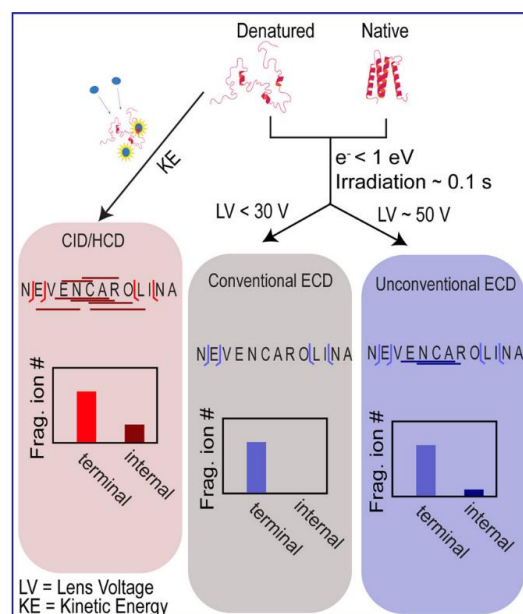 Denatured
Native
KE
e- < 1 eV
Irradiation ~ 0.1 s
LV < 30 V
LV ~ 50 V
CID/HCD
NEVENCAROLINA
Frag. ion #
terminal
internal
Conventional ECD
NEVENCAROLINA
Frag. ion #
terminal
internal
Unconventional ECD
NEVENCAROLINA
Frag. ion #
terminal
internal
LV = Lens Voltage
KE = Kinetic Energy